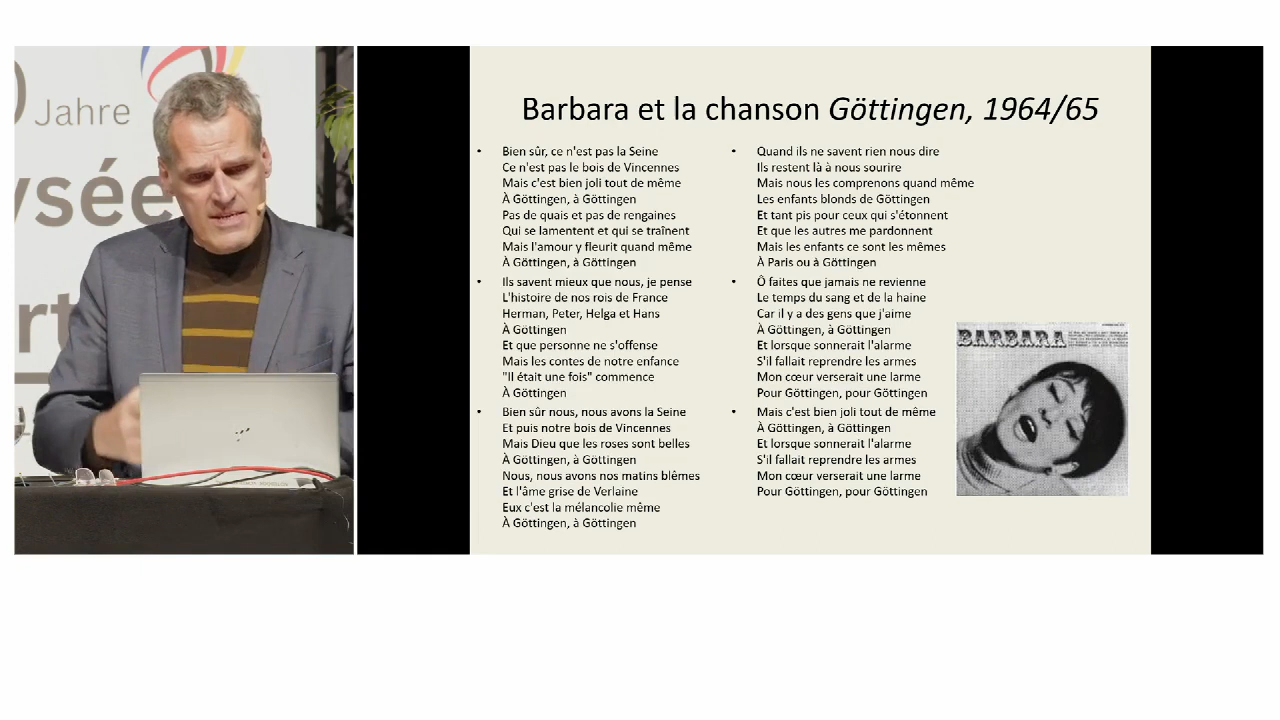 Jahre
ysée
rt
Barbara et la chanson Göttingen, 1964/65
• Bien sûr, ce n'est pas la Seine
Ce n'est pas le bois de Vincennes
Mais c'est bien joli tout de même
À Göttingen, à Göttingen
Pas de quais et pas de rengaines
Qui se lamentent et qui se traînent
Mais l'amour y fleurit quand même
À Göttingen, à Göttingen
• Ils savent mieux que nous, je pense
L'histoire de nos rois de France
Herman, Peter, Helga et Hans
À Göttingen
Et que personne ne s'offense
Mais les contes de notre enfance
"Il était une fois" commence
À Göttingen
• Bien sûr nous, nous avons la Seine
Et puis notre bois de Vincennes
Mais Dieu que les roses sont belles
À Göttingen, à Göttingen
Nous, nous avons nos matins blêmes
Et l'âme grise de Verlaine
Eux c'est la mélancolie même
À Göttingen, à Göttingen
• Quand ils ne savent rien nous dire
Ils restent là à nous sourire
Mais nous les comprenons quand même
Les enfants blonds de Göttingen
Et tant pis pour ceux qui s'étonnent
Et que les autres me pardonnent
Mais les enfants ce sont les mêmes
À Paris ou à Göttingen
• Ô faites que jamais ne revienne
Le temps du sang et de la haine
Car il y a des gens que j'aime
À Göttingen, à Göttingen
Et lorsque sonnerait l'alarme
S'il fallait reprendre les armes
Mon cœur verserait une larme
Pour Göttingen, pour Göttingen
• Mais c'est bien joli tout de même
À Göttingen, à Göttingen
Et lorsque sonnerait l'alarme
S'il fallait reprendre les armes
Mon cœur verserait une larme
Pour Göttingen, pour Göttingen
BARBARA